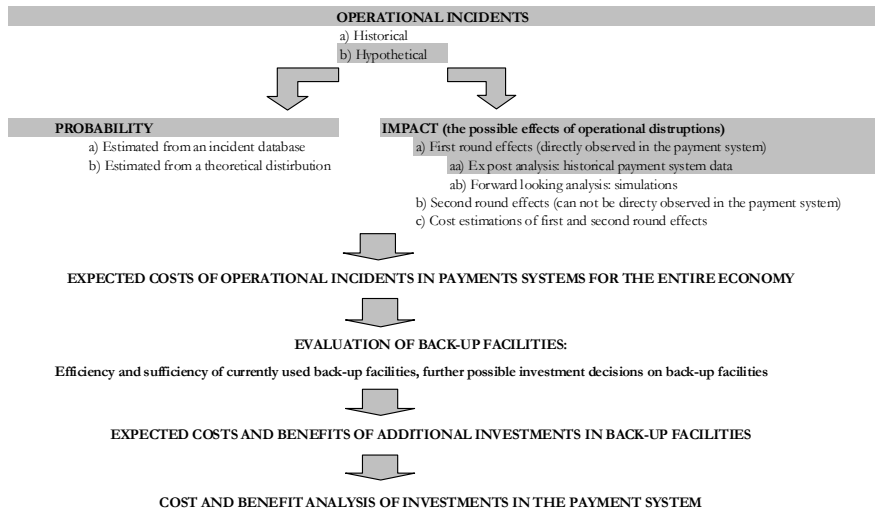 OPERATIONAL INCIDENTS
a) Historical
b) Hypothetical
PROBABILITY
a) Estimated from an incident database
b) Estimated from a theoretical distirbution
IMPACT (the possible effects of operational distruptions)
a) First round effects (directly observed in the payment system)
aa) Ex post analysis: historical payment system data
ab) Forward looking analysis: simulations
b) Second round effects (can not be direcly observed in the payment system)
c) Cost estimations of first and second round effects
EXPECTED COSTS OF OPERATIONAL INCIDENTS IN PAYMENTS SYSTEMS FOR THE ENTIRE ECONOMY
EVALUATION OF BACK-UP FACILITIES:
Efficiency and sufficiency of currently used back-up facilities, further possible investment decisions on back-up facilities
EXPECTED COSTS AND BENEFITS OF ADDITIONAL INVESTMENTS IN BACK-UP FACILITIES
COST AND BENEFIT ANALYSIS OF INVESTMENTS IN THE PAYMENT SYSTEM